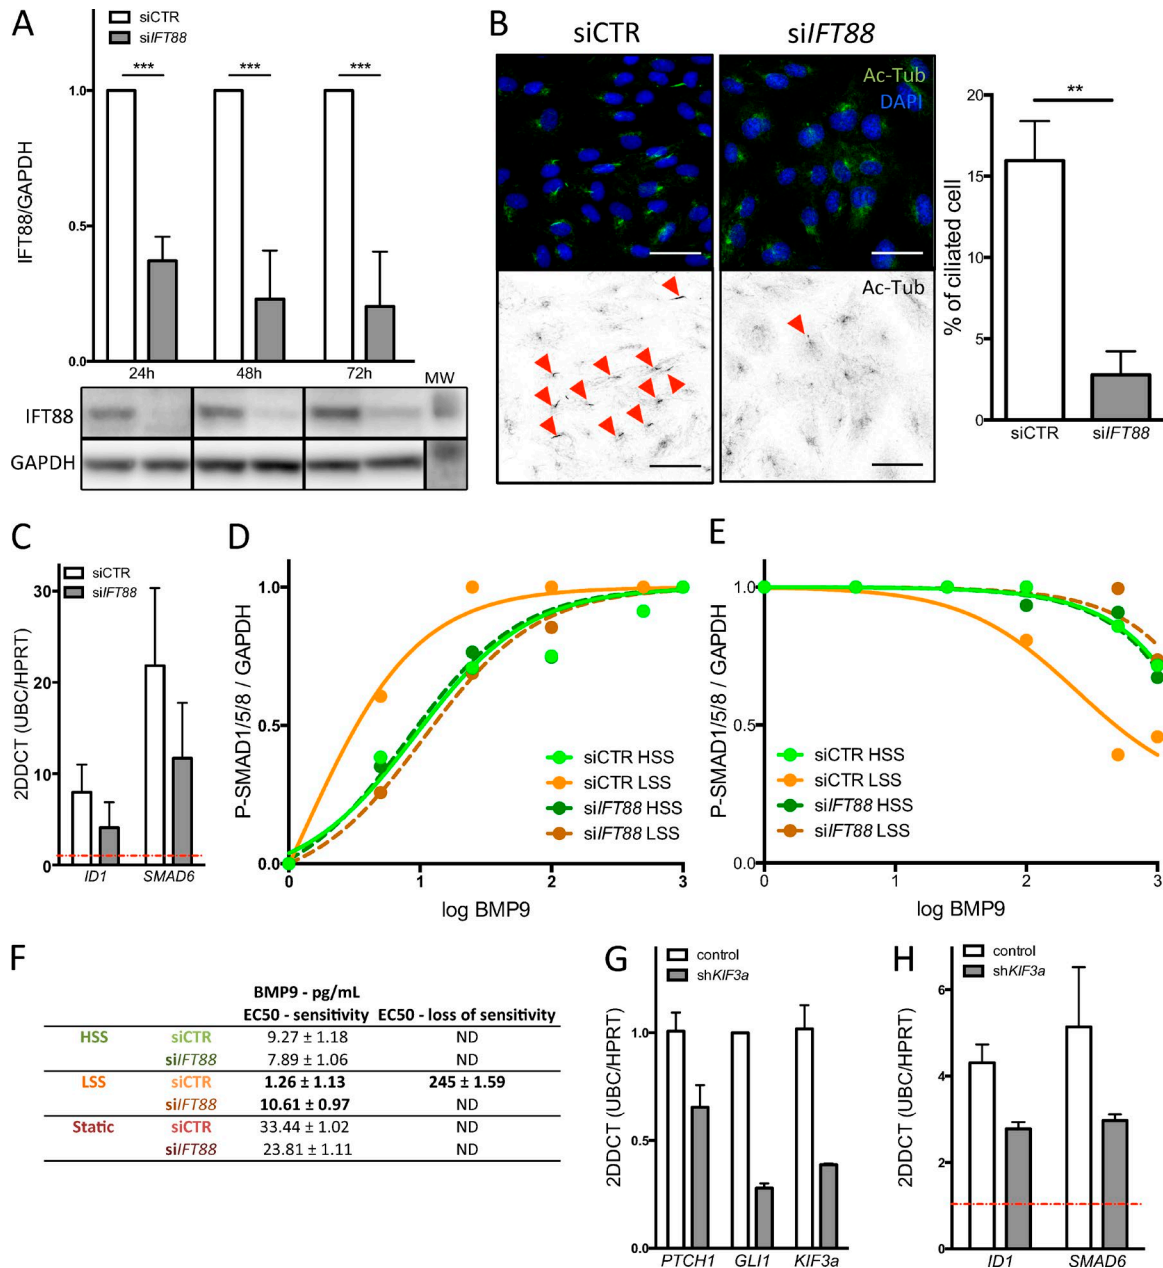 A
siCTR
siIFT88
***
***
***
IFT88/GAPDH
1.0
0.5
0.0
24h
48h
72h
MW
IFT88
GAPDH
B
siCTR
siIFT88
Ac-Tub
DAPI
Ac-Tub
% of ciliated cell
20
15
10
5
0
**
siCTR
siIFT88
C
siCTR
siIFT88
2DDCT (UBC/HPRT)
30
20
10
0
ID1
SMAD6
D
P-SMAD1/5/8 / GAPDH
1.0
0.5
0.0
siCTR HSS
siCTR LSS
siIFT88 HSS
siIFT88 LSS
0
1
2
3
log BMP9
E
P-SMAD1/5/8 / GAPDH
1.0
0.5
0.0
siCTR HSS
siCTR LSS
siIFT88 HSS
siIFT88 LSS
0
1
2
3
log BMP9
F
BMP9 - pg/mL
EC50 - sensitivity EC50 - loss of sensitivity
HSS siCTR 9.27 ± 1.18 ND
siIFT88 7.89 ± 1.06 ND
LSS siCTR 1.26 ± 1.13 245 ± 1.59
siIFT88 10.61 ± 0.97 ND
Static siCTR 33.44 ± 1.02 ND
siIFT88 23.81 ± 1.11 ND
G
control
shKIF3a
2DDCT (UBC/HPRT)
1.0
0.5
0.0
PTCH1
GLI1
KIF3a
H
control
shKIF3a
2DDCT (UBC/HPRT)
6
4
2
0
ID1
SMAD6